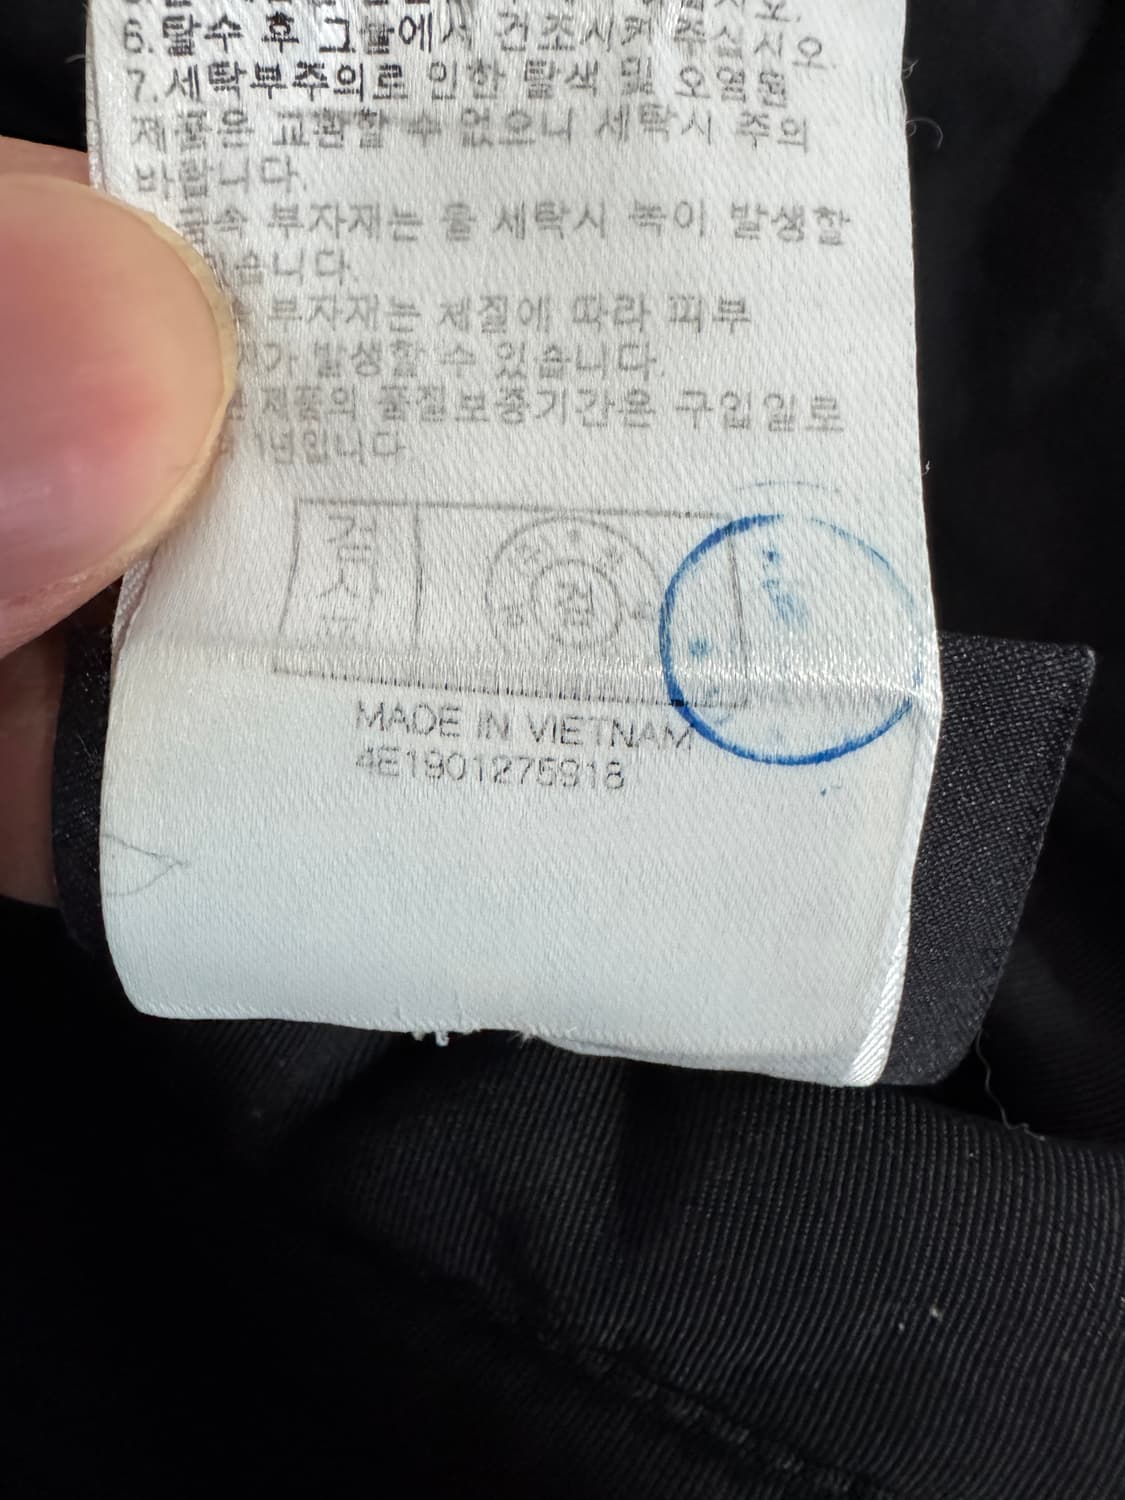 6.탈수 후 그늘에서 건조시켜 주십시오.
7.세탁부주의로 인한 탈색 및 오염된
제품은 교환할 수 없으니 세탁시 주의
바랍니다.
금속 부자재는 울 세탁시 녹이 발생할
있습니다.
부자재는 체질에 따라 피부
가 발생할 수 있습니다.
제품의 품질보증기간은 구입일로
1년입니다
검사
검
MADE IN VIETNAM
4E1901275918